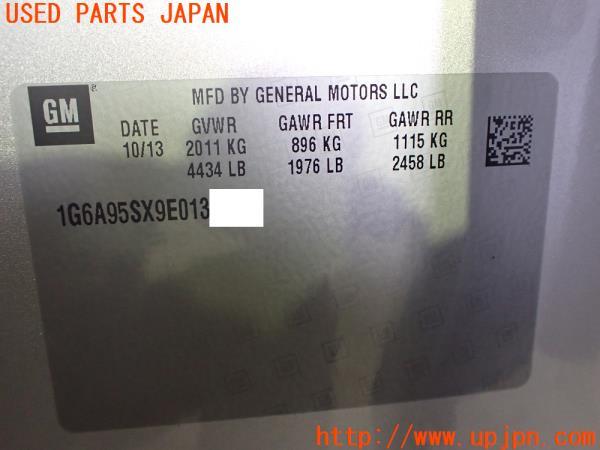 USED PARTS JAPAN
GM
MFD BY GENERAL MOTORS LLC
DATE GVWR GAWR FRT GAWR RR
10/13 2011 KG 896 KG 1115 KG
4434 LB 1976 LB 2458 LB
1G6A95SX9E013
http://www.upjpn.com